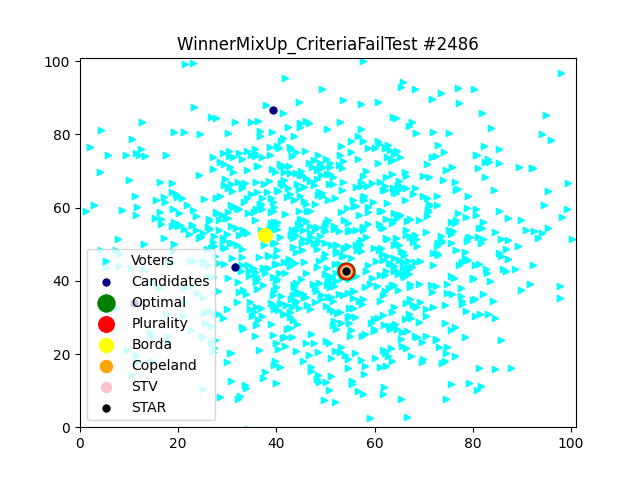 WinnerMixUp_CriteriaFailTest #2486
100
80
60
40
20
0
0 20 40 60 80 100
Voters
Candidates
Optimal
Plurality
Borda
Copeland
STV
STAR